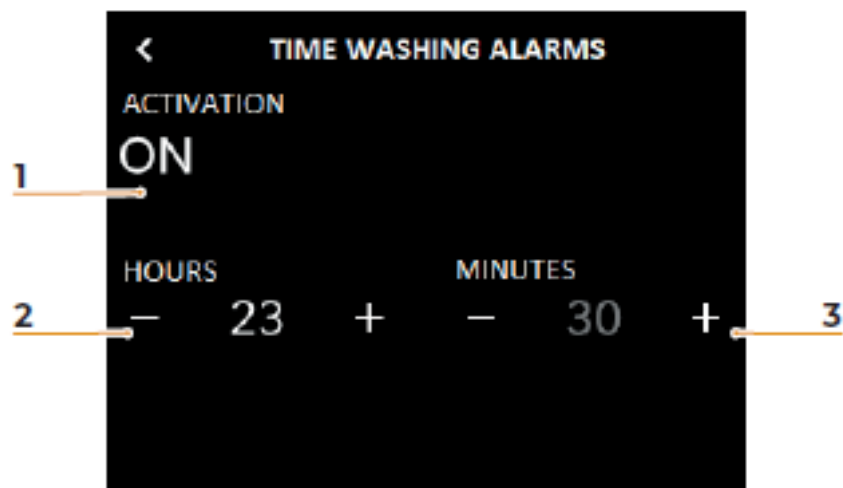 < TIME WASHING ALARMS
ACTIVATION
ON
1
HOURS MINUTES
2 − 23 + − 30 + 3